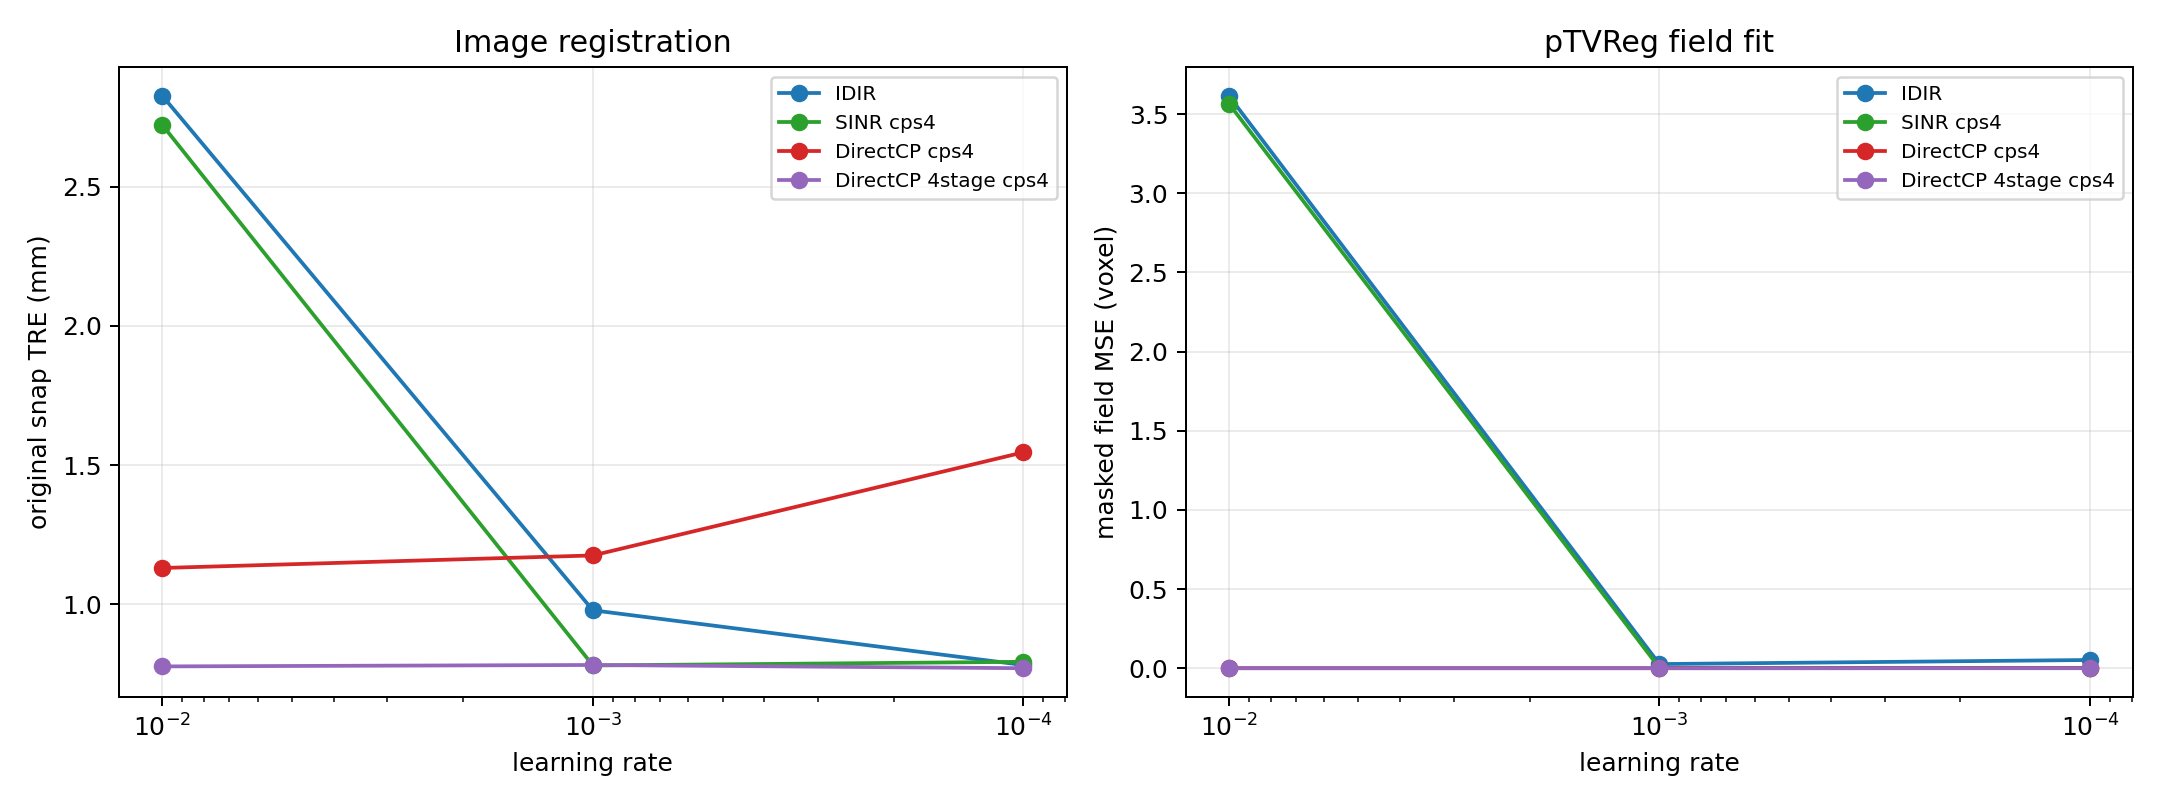 Image registration
original snap TRE (mm)
2.5
2.0
1.5
1.0
IDIR
SINR cps4
DirectCP cps4
DirectCP 4stage cps4
10⁻²
10⁻³
10⁻⁴
learning rate
pTVReg field fit
masked field MSE (voxel)
3.5
3.0
2.5
2.0
1.5
1.0
0.5
0.0
IDIR
SINR cps4
DirectCP cps4
DirectCP 4stage cps4
10⁻²
10⁻³
10⁻⁴
learning rate